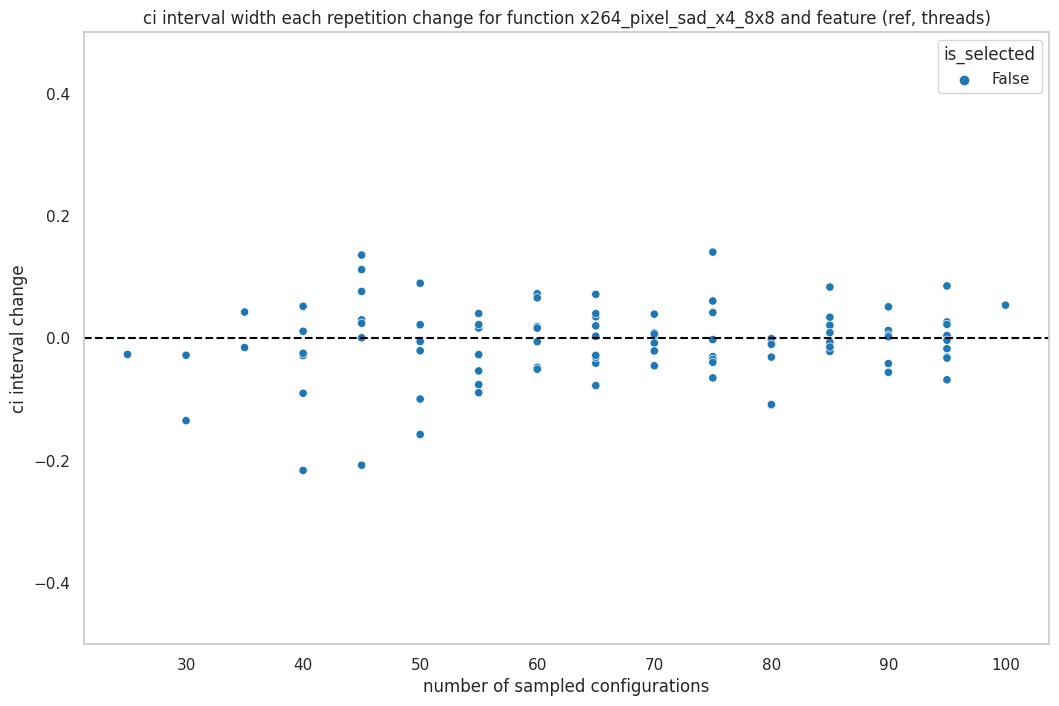 ci interval width each repetition change for function x264_pixel_sad_x4_8x8 and feature (ref, threads)
is_selected
False
0.4
0.2
0.0
−0.2
−0.4
ci interval change
30 40 50 60 70 80 90 100
number of sampled configurations